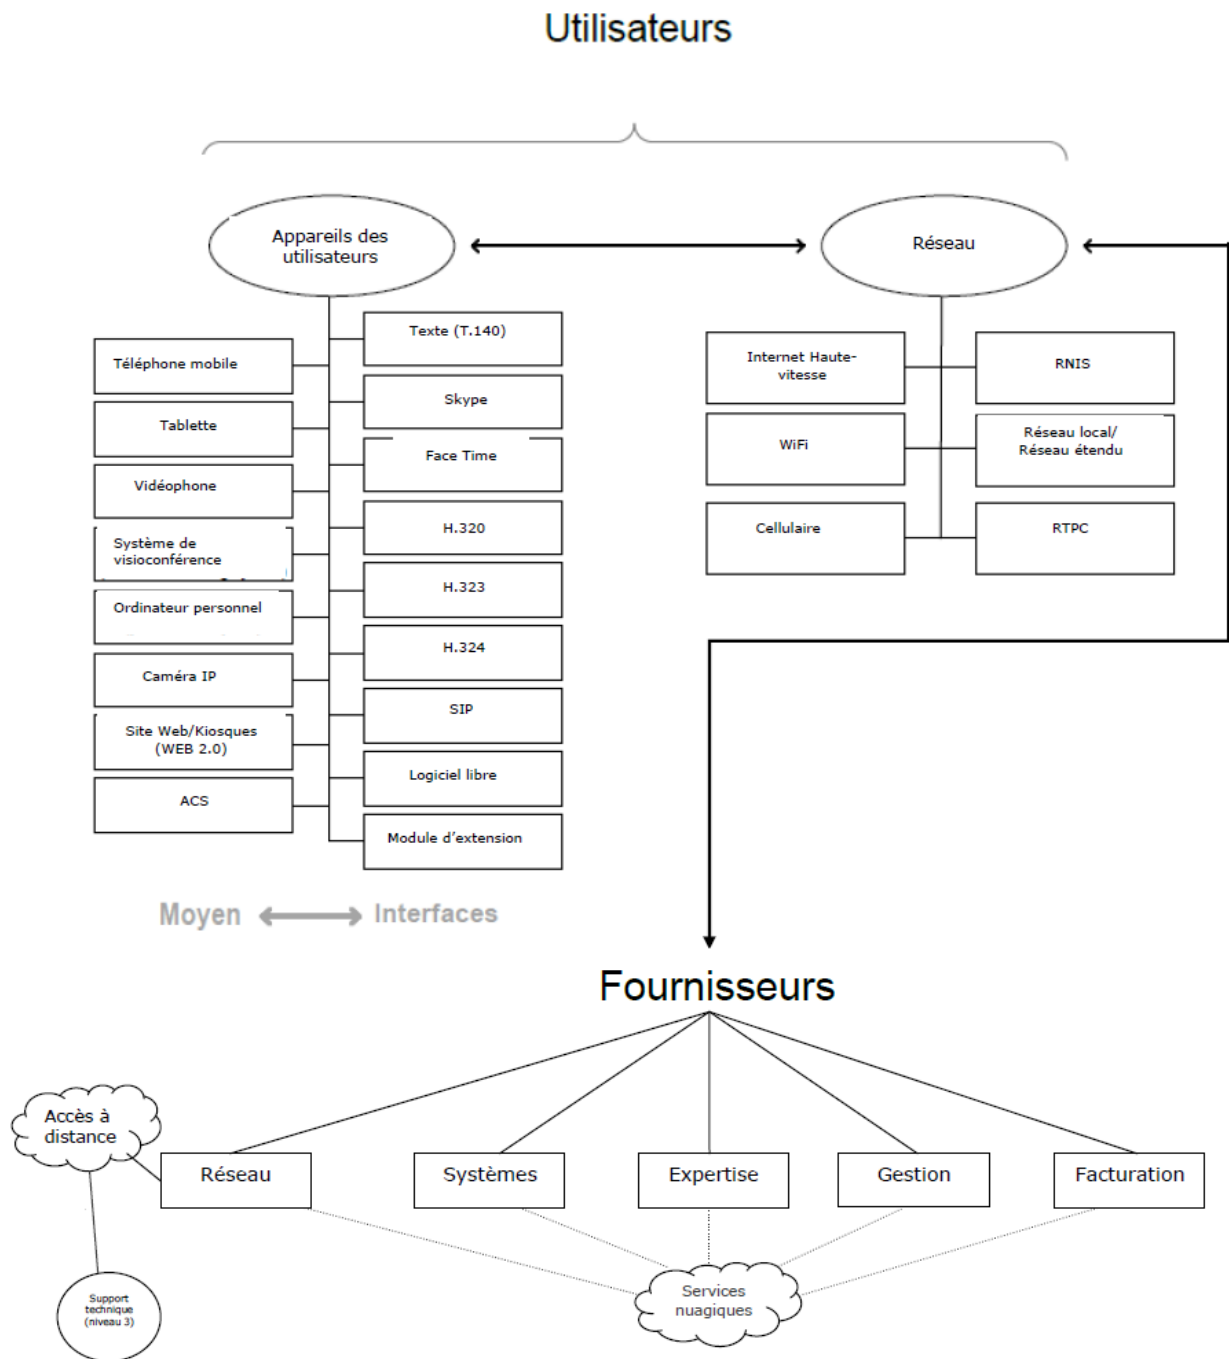 Utilisateurs
Appareils des
utilisateurs
Réseau
Téléphone mobile
Tablette
Vidéophone
Système de
visioconférence
Ordinateur personnel
Caméra IP
Site Web/Kiosques
(WEB 2.0)
ACS
Texte (T.140)
Skype
Face Time
H.320
H.323
H.324
SIP
Logiciel libre
Module d'extension
Internet Haute-
vitesse
WiFi
Cellulaire
RNIS
Réseau local/
Réseau étendu
RTPC
Moyen
Interfaces
Fournisseurs
Accès à
distance
Réseau
Systèmes
Expertise
Gestion
Facturation
Support
technique
(niveau 3)
Services
nuagiques